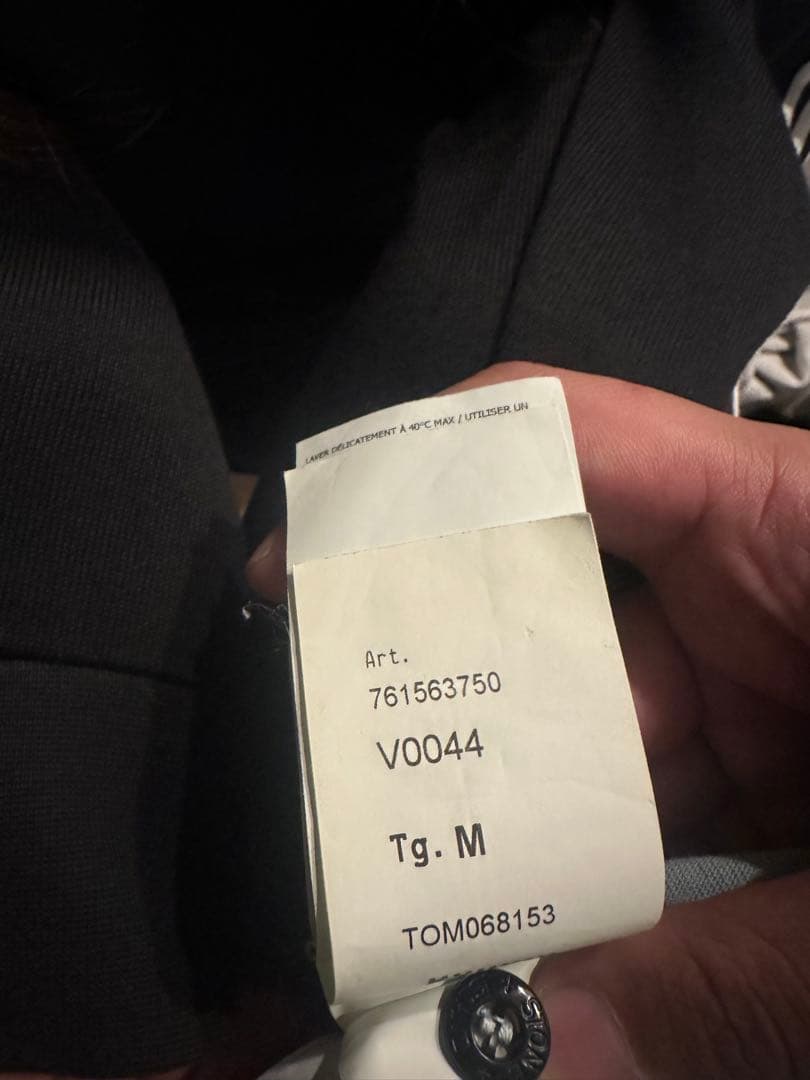 LAVER DÉLICATEMENT À 40°C MAX / UTILISER UN
Art.
761563750
V0044
Tg. M
TOM068153